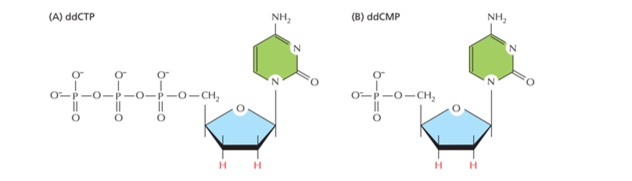 (A) ddCTP
NH₂
N
N
O
O⁻ O⁻ O⁻
O⁻–P–O–P–O–P–O–CH₂
O O O
O
H H
(B) ddCMP
NH₂
N
N
O
O⁻
O⁻–P–O–CH₂
O
O
H H